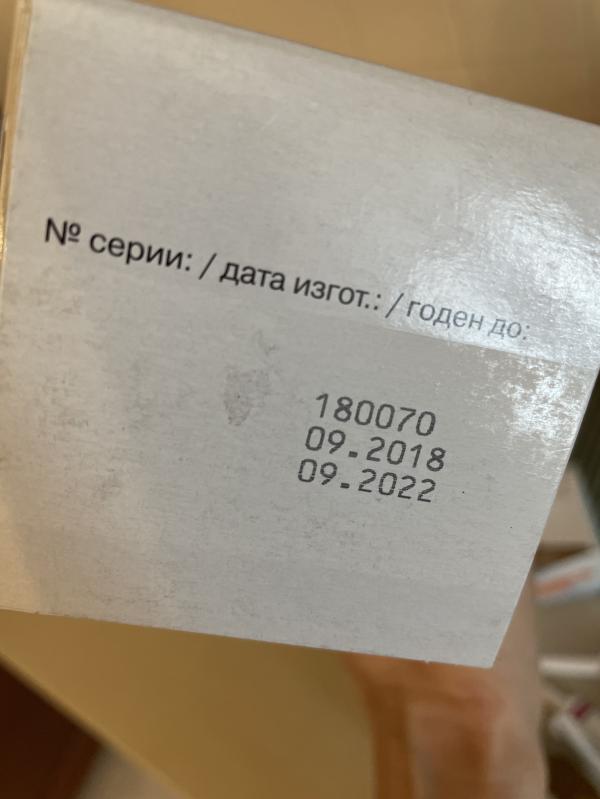 № серии: / дата изгот.: / годен до:
180070
09.2018
09.2022